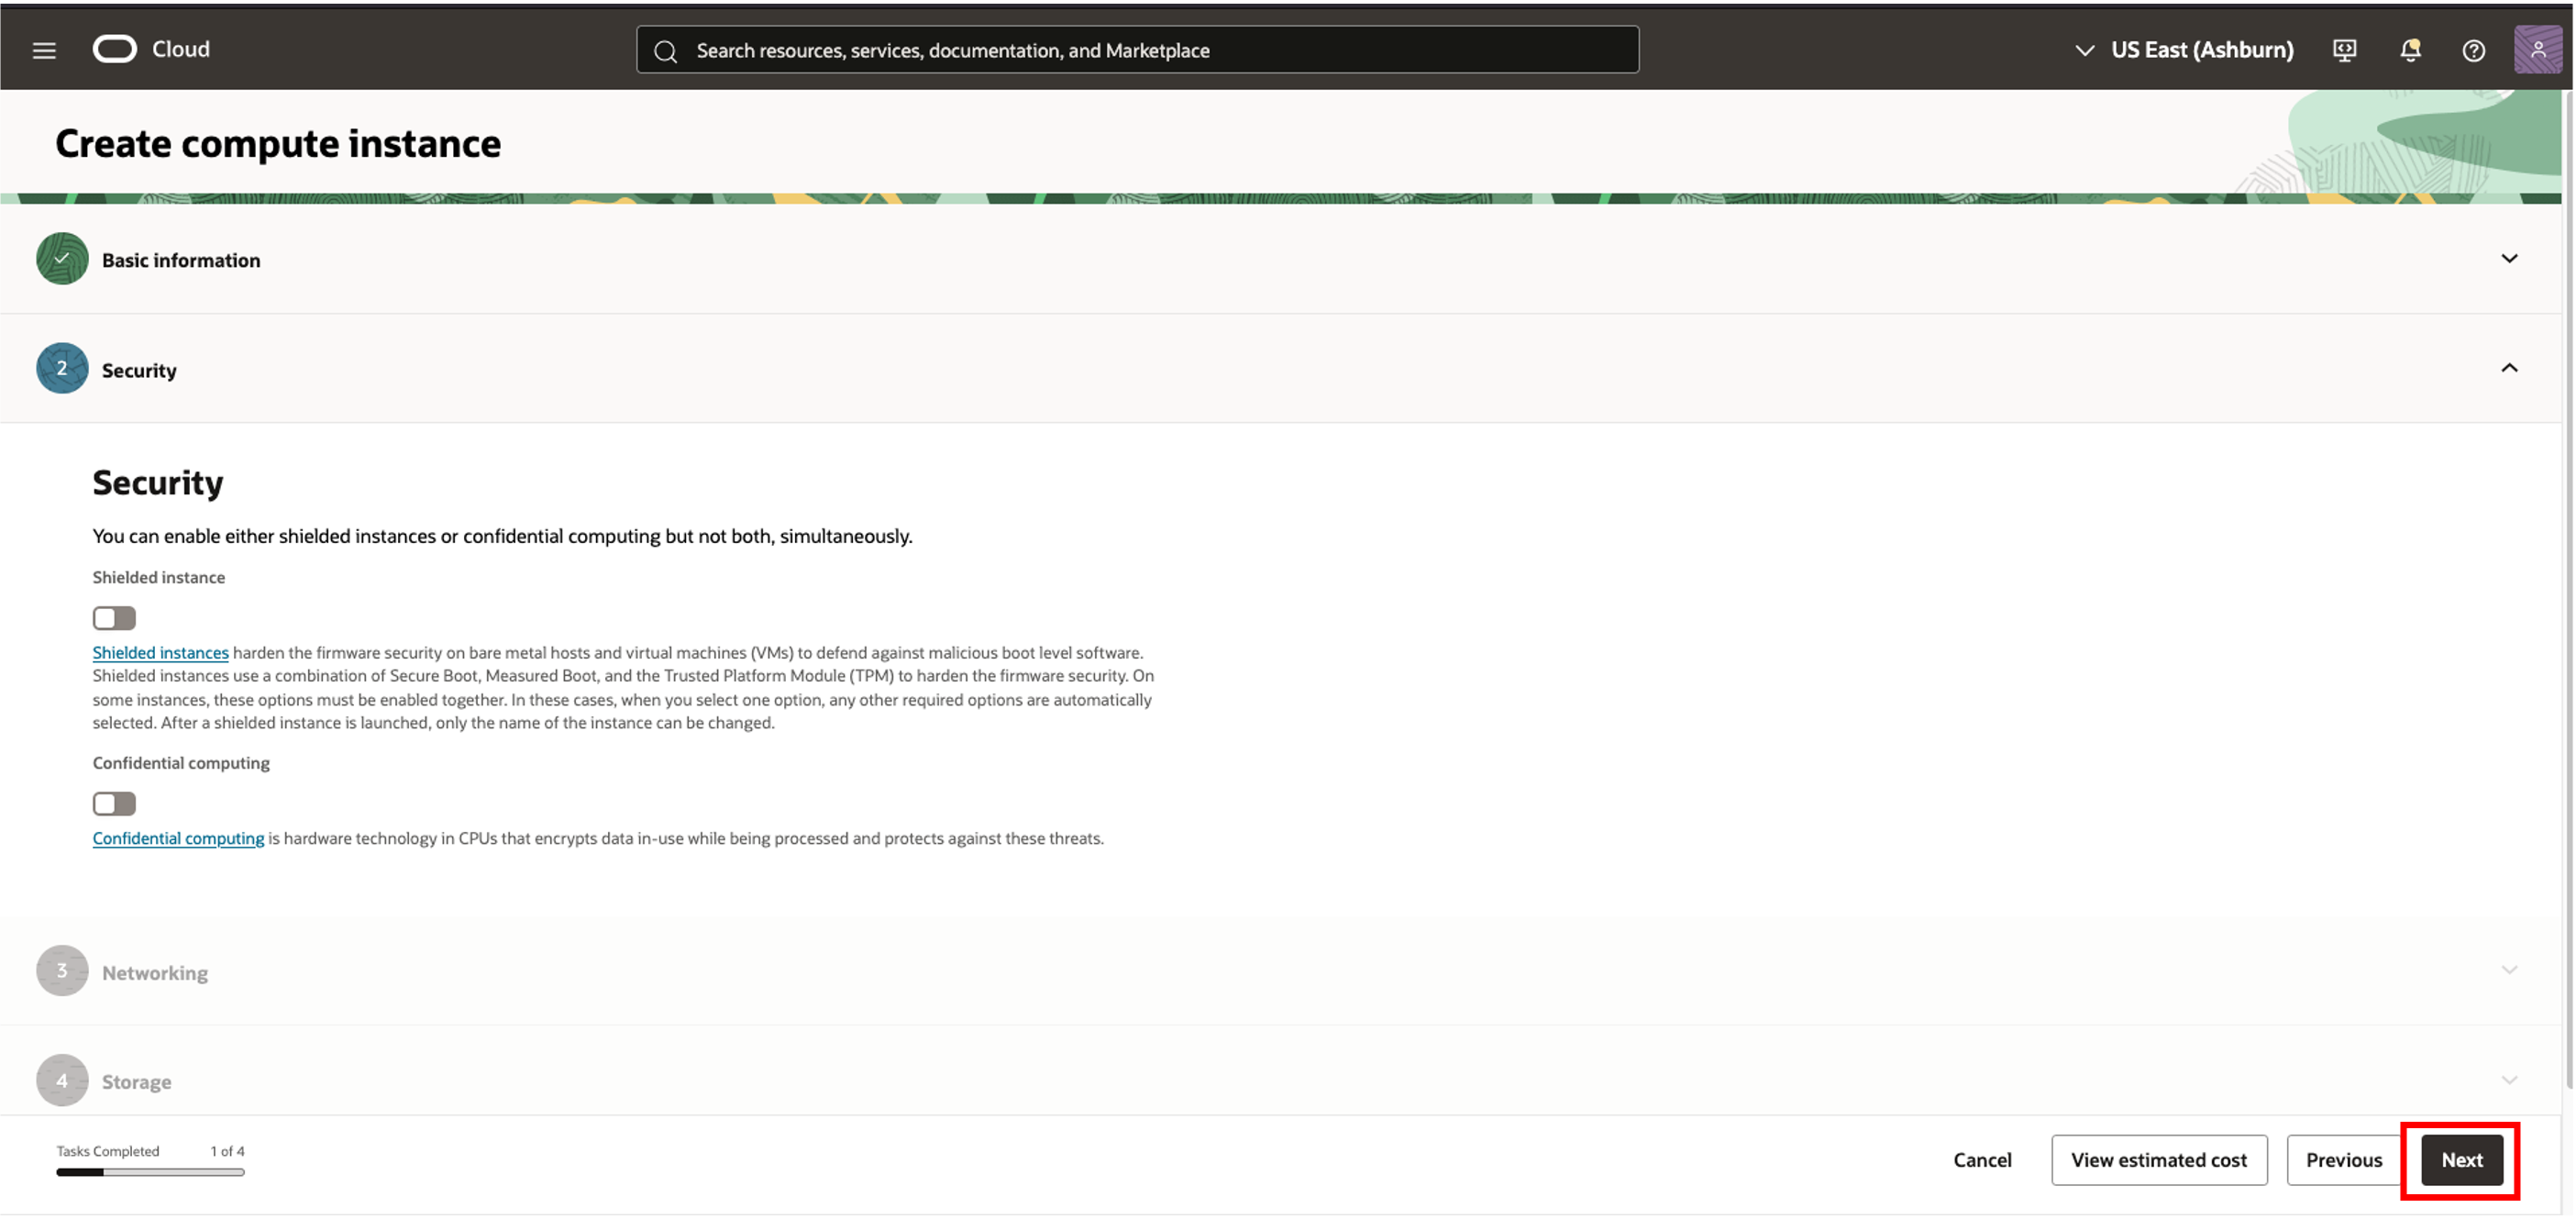 Cloud
Search resources, services, documentation, and Marketplace
US East (Ashburn)
Create compute instance
Basic information
2
Security
Security
You can enable either shielded instances or confidential computing but not both, simultaneously.
Shielded instance
Shielded instances harden the firmware security on bare metal hosts and virtual machines (VMs) to defend against malicious boot level software.
Shielded instances use a combination of Secure Boot, Measured Boot, and the Trusted Platform Module (TPM) to harden the firmware security. On
some instances, these options must be enabled together. In these cases, when you select one option, any other required options are automatically
selected. After a shielded instance is launched, only the name of the instance can be changed.
Confidential computing
Confidential computing is hardware technology in CPUs that encrypts data in-use while being processed and protects against these threats.
3
Networking
4
Storage
Tasks Completed 1 of 4
Cancel
View estimated cost
Previous
Next